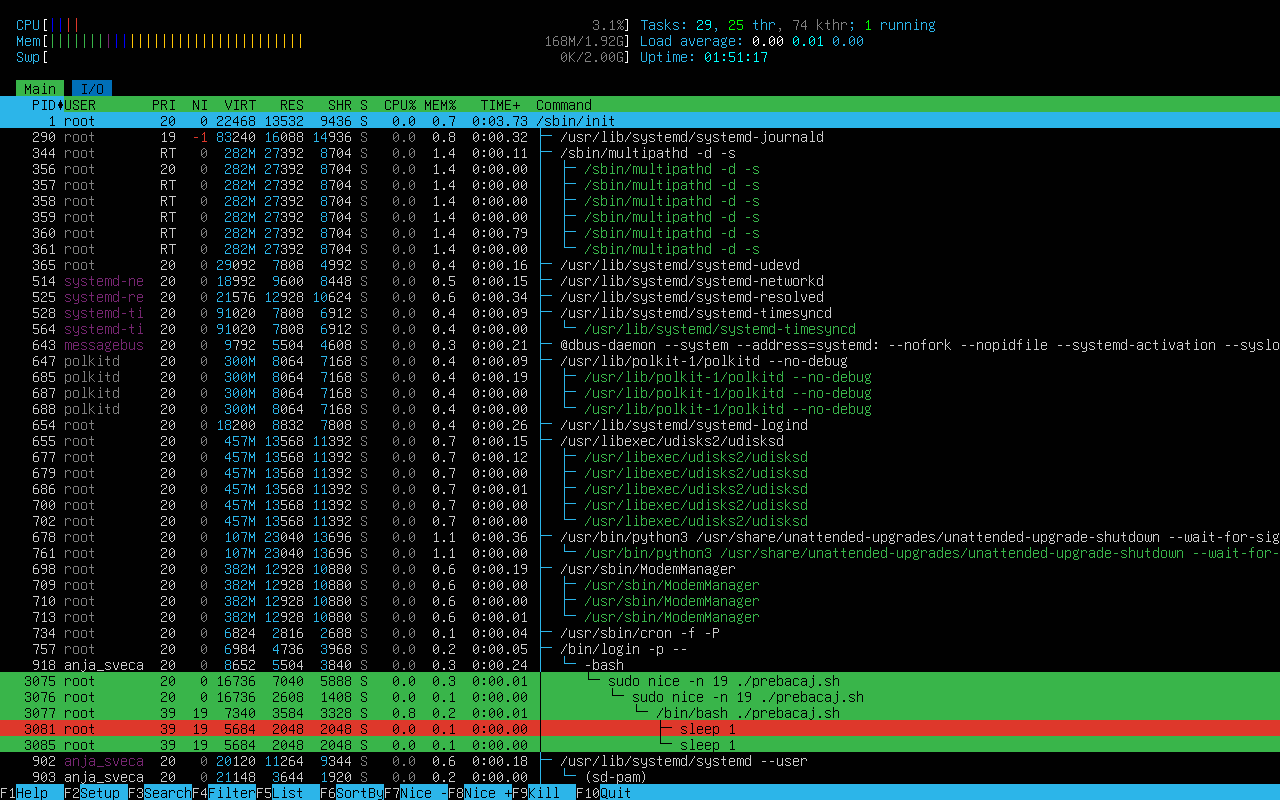 CPU[|||| 3.1%] Tasks: 29, 25 thr, 74 kthr; 1 running
Mem[|||||||||||||||||||||||||||||||| 168M/1.92G] Load average: 0.00 0.01 0.00
Swp[ 0K/2.00G] Uptime: 01:51:17
Main I/O
PID♦USER PRI NI VIRT RES SHR S CPU% MEM% TIME+ Command
1 root 20 0 22468 13532 9436 S 0.0 0.7 0:03.73 /sbin/init
290 root 19 -1 83240 16088 14936 S 0.0 0.8 0:00.32 ├─ /usr/lib/systemd/systemd-journald
344 root RT 0 282M 27392 8704 S 0.0 1.4 0:00.11 ├─ /sbin/multipathd -d -s
356 root 20 0 282M 27392 8704 S 0.0 1.4 0:00.00 │ ├─ /sbin/multipathd -d -s
357 root RT 0 282M 27392 8704 S 0.0 1.4 0:00.00 │ ├─ /sbin/multipathd -d -s
358 root RT 0 282M 27392 8704 S 0.0 1.4 0:00.00 │ ├─ /sbin/multipathd -d -s
359 root RT 0 282M 27392 8704 S 0.0 1.4 0:00.00 │ ├─ /sbin/multipathd -d -s
360 root RT 0 282M 27392 8704 S 0.0 1.4 0:00.79 │ ├─ /sbin/multipathd -d -s
361 root RT 0 282M 27392 8704 S 0.0 1.4 0:00.00 │ └─ /sbin/multipathd -d -s
365 root 20 0 29092 7808 4992 S 0.0 0.4 0:00.16 ├─ /usr/lib/systemd/systemd-udevd
514 systemd-ne 20 0 18992 9600 8448 S 0.0 0.5 0:00.15 ├─ /usr/lib/systemd/systemd-networkd
525 systemd-re 20 0 21576 12928 10624 S 0.0 0.6 0:00.34 ├─ /usr/lib/systemd/systemd-resolved
528 systemd-ti 20 0 91020 7808 6912 S 0.0 0.4 0:00.09 ├─ /usr/lib/systemd/systemd-timesyncd
564 systemd-ti 20 0 91020 7808 6912 S 0.0 0.4 0:00.00 │ └─ /usr/lib/systemd/systemd-timesyncd
643 messagebus 20 0 9792 5504 4608 S 0.0 0.3 0:00.21 ├─ @dbus-daemon --system --address=systemd: --nofork --nopidfile --systemd-activation --syslo
647 polkitd 20 0 300M 8064 7168 S 0.0 0.4 0:00.09 ├─ /usr/lib/polkit-1/polkitd --no-debug
685 polkitd 20 0 300M 8064 7168 S 0.0 0.4 0:00.19 │ ├─ /usr/lib/polkit-1/polkitd --no-debug
687 polkitd 20 0 300M 8064 7168 S 0.0 0.4 0:00.00 │ ├─ /usr/lib/polkit-1/polkitd --no-debug
688 polkitd 20 0 300M 8064 7168 S 0.0 0.4 0:00.00 │ └─ /usr/lib/polkit-1/polkitd --no-debug
654 root 20 0 18200 8832 7808 S 0.0 0.4 0:00.26 ├─ /usr/lib/systemd/systemd-logind
655 root 20 0 457M 13568 11392 S 0.0 0.7 0:00.15 ├─ /usr/libexec/udisks2/udisksd
677 root 20 0 457M 13568 11392 S 0.0 0.7 0:00.12 │ ├─ /usr/libexec/udisks2/udisksd
679 root 20 0 457M 13568 11392 S 0.0 0.7 0:00.00 │ ├─ /usr/libexec/udisks2/udisksd
686 root 20 0 457M 13568 11392 S 0.0 0.7 0:00.01 │ ├─ /usr/libexec/udisks2/udisksd
700 root 20 0 457M 13568 11392 S 0.0 0.7 0:00.00 │ ├─ /usr/libexec/udisks2/udisksd
702 root 20 0 457M 13568 11392 S 0.0 0.7 0:00.00 │ └─ /usr/libexec/udisks2/udisksd
678 root 20 0 107M 23040 13696 S 0.0 1.1 0:00.36 ├─ /usr/bin/python3 /usr/share/unattended-upgrades/unattended-upgrade-shutdown --wait-for-sig
761 root 20 0 107M 23040 13696 S 0.0 1.1 0:00.00 │ └─ /usr/bin/python3 /usr/share/unattended-upgrades/unattended-upgrade-shutdown --wait-for-
698 root 20 0 382M 12928 10880 S 0.0 0.6 0:00.19 ├─ /usr/sbin/ModemManager
709 root 20 0 382M 12928 10880 S 0.0 0.6 0:00.00 │ ├─ /usr/sbin/ModemManager
710 root 20 0 382M 12928 10880 S 0.0 0.6 0:00.00 │ ├─ /usr/sbin/ModemManager
713 root 20 0 382M 12928 10880 S 0.0 0.6 0:00.01 │ └─ /usr/sbin/ModemManager
734 root 20 0 6824 2816 2688 S 0.0 0.1 0:00.04 ├─ /usr/sbin/cron -f -P
757 root 20 0 6984 4736 3968 S 0.0 0.2 0:00.05 ├─ /bin/login -p --
918 anja_sveca 20 0 8652 5504 3840 S 0.0 0.3 0:00.24 │ └─ -bash
3075 root 20 0 16736 7040 5888 S 0.0 0.3 0:00.01 │ └─ sudo nice -n 19 ./prebacaj.sh
3076 root 20 0 16736 2608 1408 S 0.0 0.1 0:00.00 │ └─ sudo nice -n 19 ./prebacaj.sh
3077 root 39 19 7340 3584 3328 S 0.8 0.2 0:00.01 │ └─ /bin/bash ./prebacaj.sh
3081 root 39 19 5684 2048 2048 S 0.0 0.1 0:00.00 │ ├─ sleep 1
3085 root 39 19 5684 2048 2048 S 0.0 0.1 0:00.00 │ └─ sleep 1
902 anja_sveca 20 0 20120 11264 9344 S 0.0 0.6 0:00.18 ├─ /usr/lib/systemd/systemd --user
903 anja_sveca 20 0 21148 3644 1920 S 0.0 0.2 0:00.00 │ └─ (sd-pam)
F1Help F2Setup F3SearchF4FilterF5List F6SortByF7Nice -F8Nice +F9Kill F10Quit